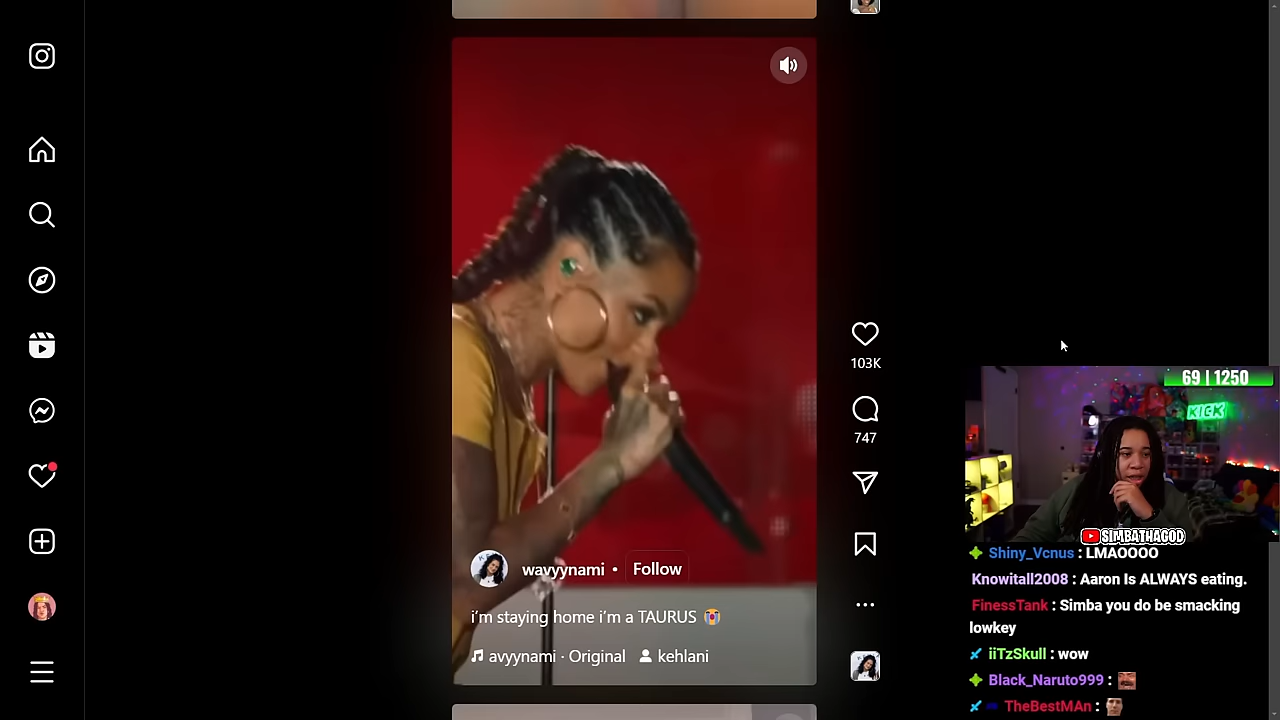 103K
747
wavyynami • Follow
i'm staying home i'm a TAURUS 😭
avyynami · Original kehlani
69 | 1250
KICK
SIMBATHAGOD
Shiny_Vcnus : LMAOOOO
Knowitall2008 : Aaron Is ALWAYS eating.
FinessTank : Simba you do be smacking
lowkey
iiTzSkull : wow
Black_Naruto999 :
TheBestMAn :